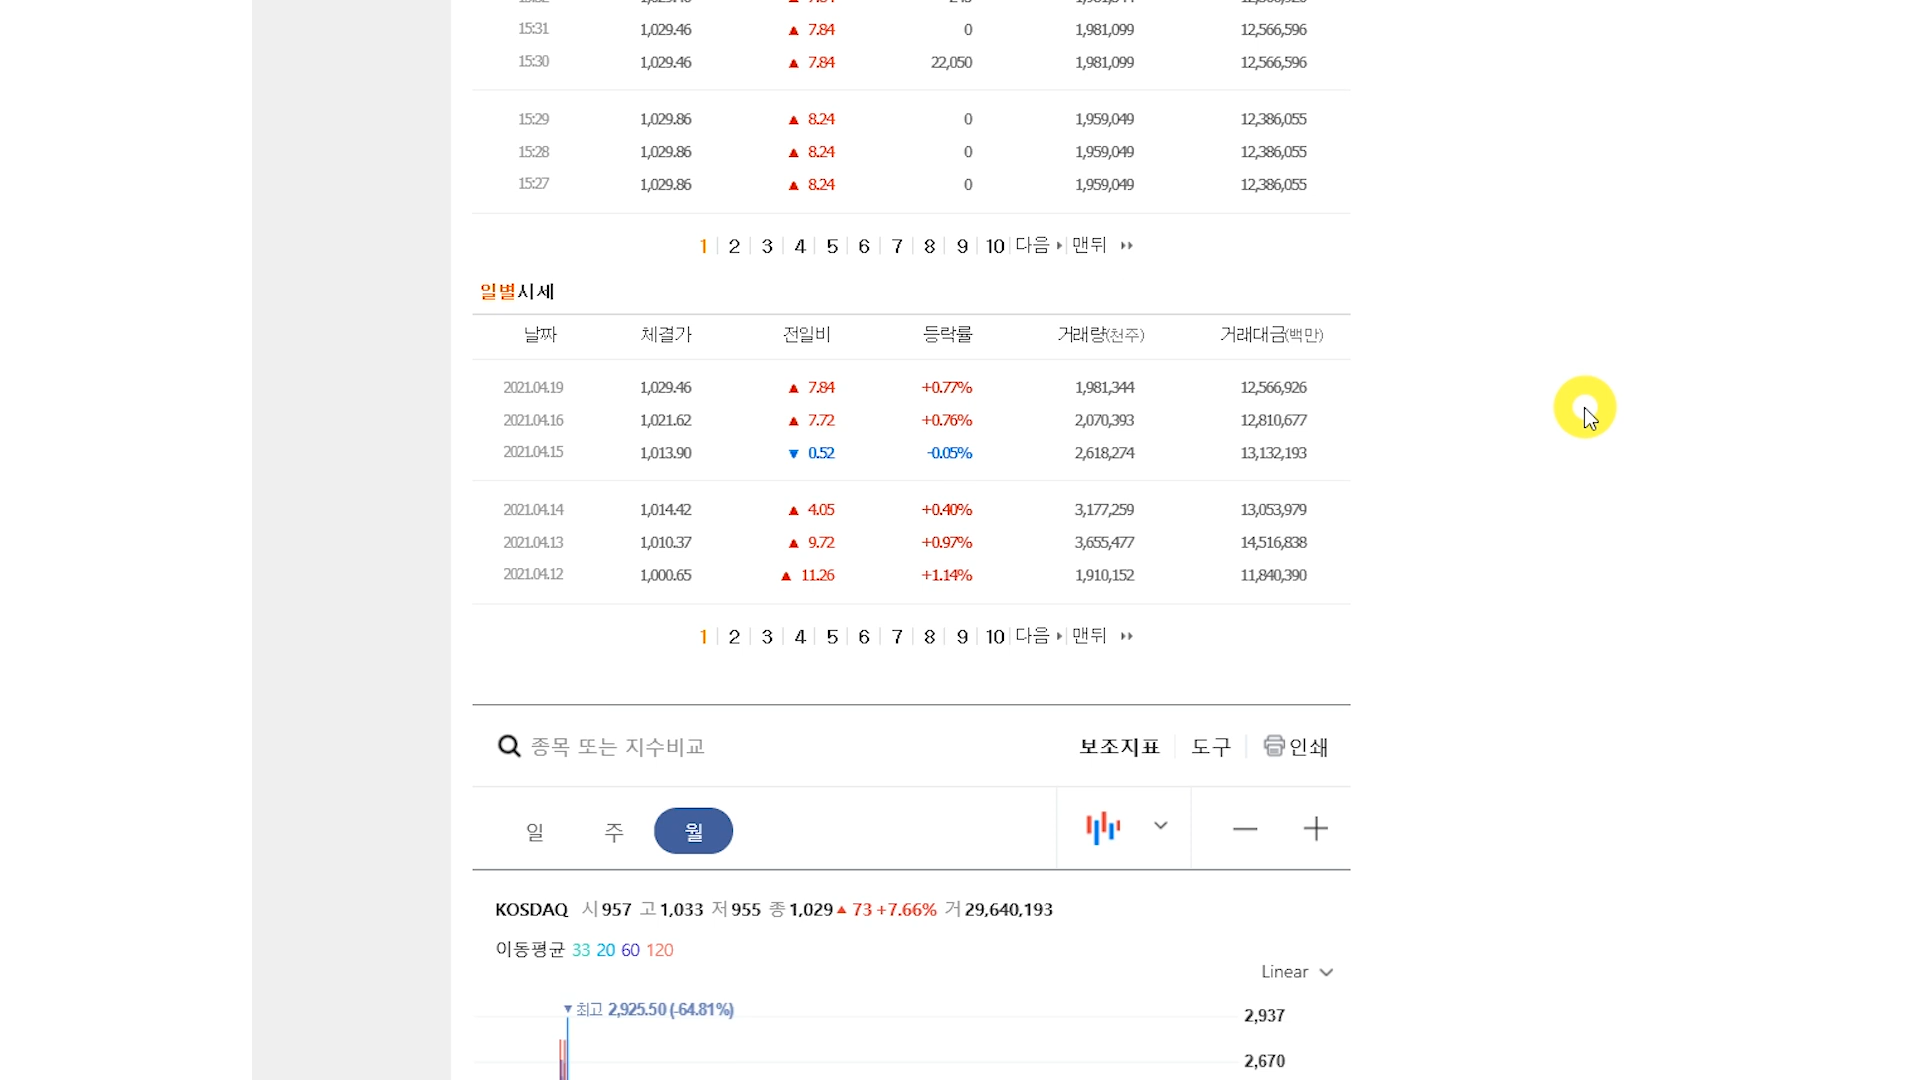 15:31 1,029.46 ▲ 7.84 0 1,981,099 12,566,596
15:30 1,029.46 ▲ 7.84 22,050 1,981,099 12,566,596
15:29 1,029.86 ▲ 8.24 0 1,959,049 12,386,055
15:28 1,029.86 ▲ 8.24 0 1,959,049 12,386,055
15:27 1,029.86 ▲ 8.24 0 1,959,049 12,386,055
1 2 3 4 5 6 7 8 9 10 다음 맨뒤
일별시세
날짜 체결가 전일비 등락률 거래량(천주) 거래대금(백만)
2021.04.19 1,029.46 ▲ 7.84 +0.77% 1,981,344 12,566,926
2021.04.16 1,021.62 ▲ 7.72 +0.76% 2,070,393 12,810,677
2021.04.15 1,013.90 ▼ 0.52 -0.05% 2,618,274 13,132,193
2021.04.14 1,014.42 ▲ 4.05 +0.40% 3,177,259 13,053,979
2021.04.13 1,010.37 ▲ 9.72 +0.97% 3,655,477 14,516,838
2021.04.12 1,000.65 ▲ 11.26 +1.14% 1,910,152 11,840,390
1 2 3 4 5 6 7 8 9 10 다음 맨뒤
종목 또는 지수비교 보조지표 도구 인쇄
일 주 월
KOSDAQ 시 957 고 1,033 저 955 종 1,029 ▲ 73 +7.66% 거 29,640,193
이동평균 33 20 60 120
Linear
▼최고 2,925.50 (-64.81%)
2,937
2,670